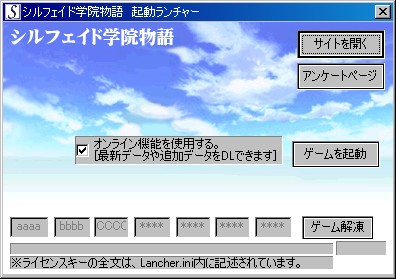 シルフェイド学院物語 起動ランチャー
シルフェイド学院物語
サイトを開く
アンケートページ
オンライン機能を使用する。
[最新データや追加データをDLできます]
ゲームを起動
aaaa bbbb CCCC **** **** **** ****
ゲーム解凍
※ライセンスキーの全文は、Lancher.ini内に記述されています。